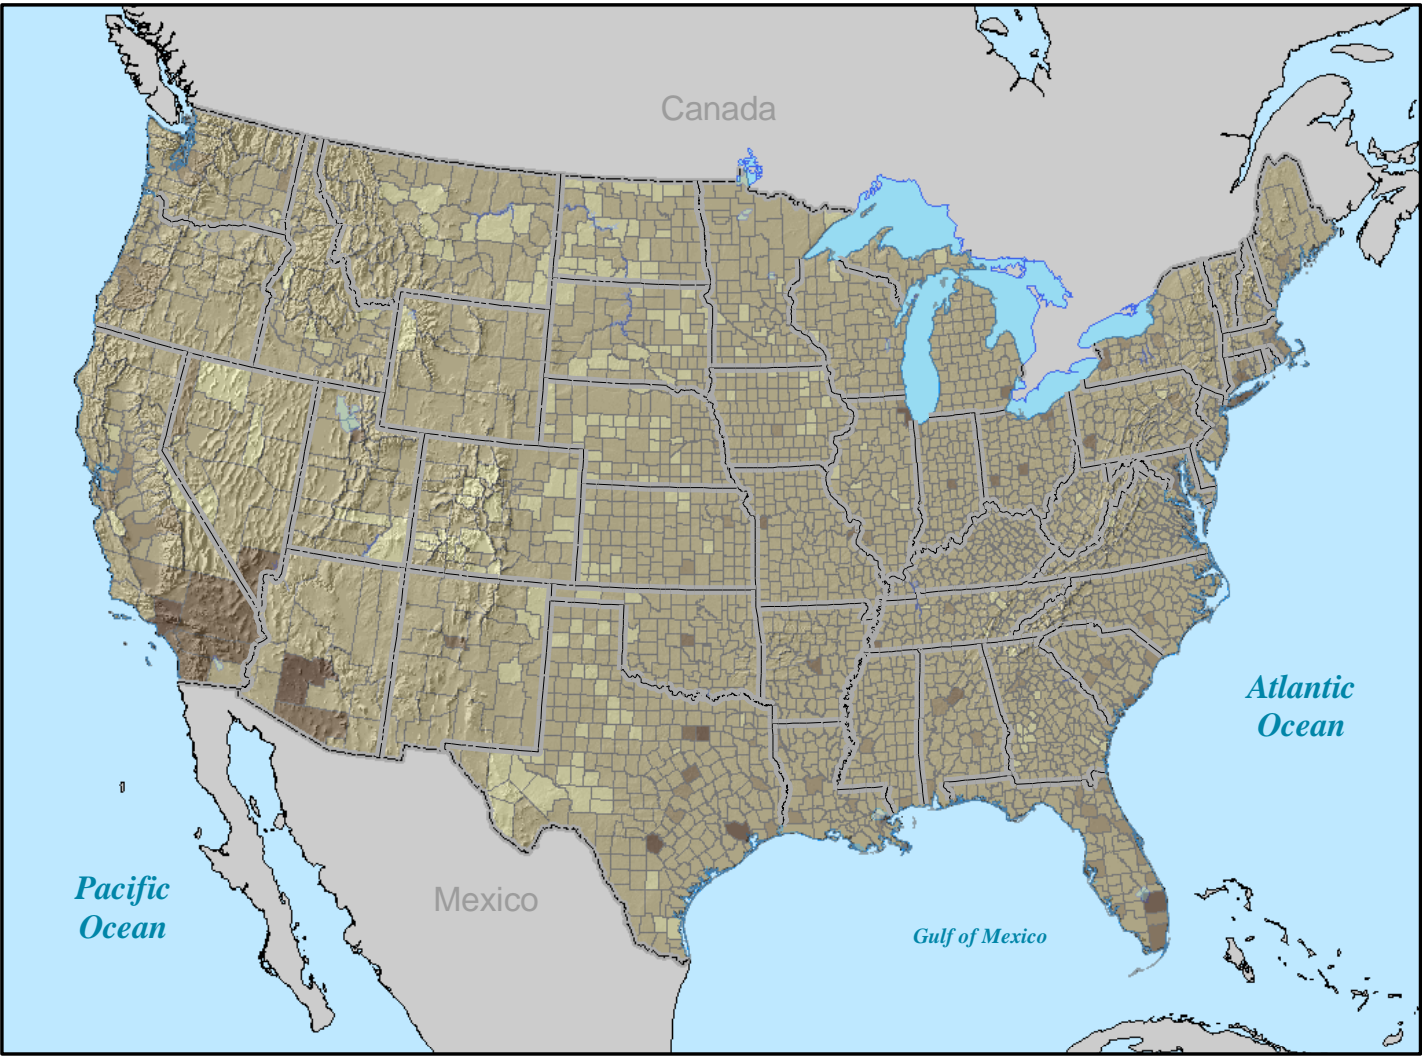 Canada
Atlantic
Ocean
Pacific
Ocean
Mexico
Gulf of Mexico